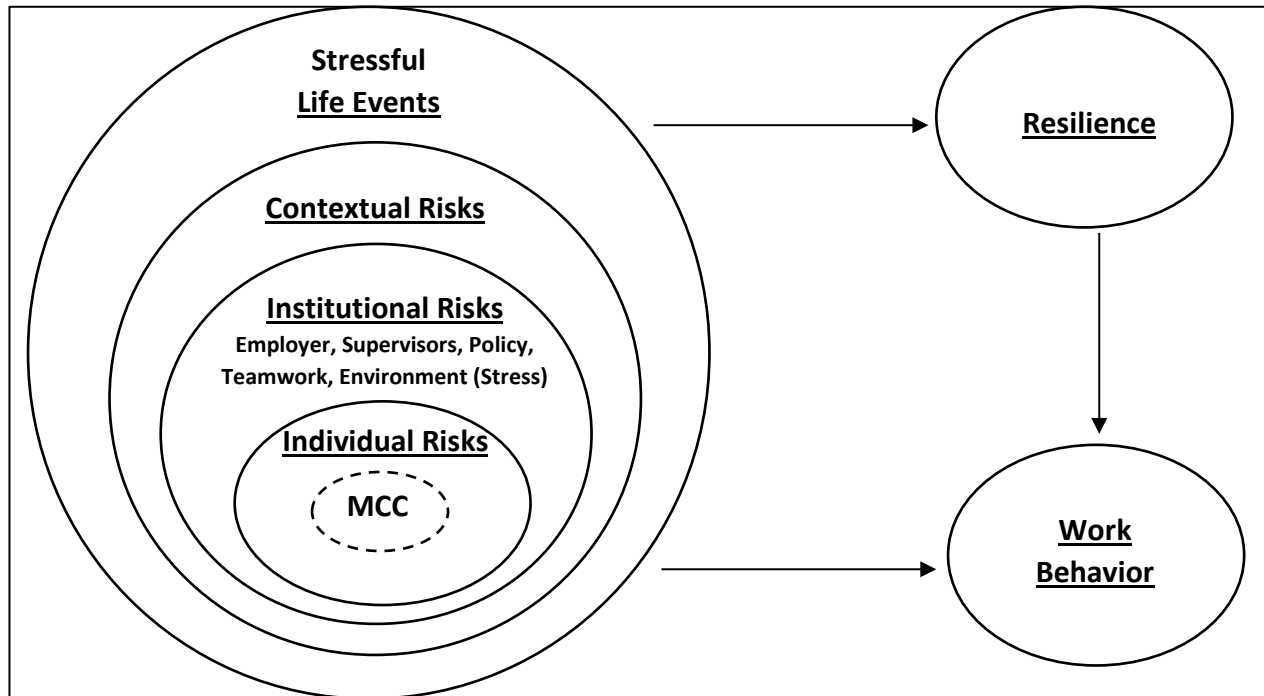 Stressful
Life Events
Resilience
Contextual Risks
Institutional Risks
Employer, Supervisors, Policy,
Teamwork, Environment (Stress)
Individual Risks
MCC
Work
Behavior